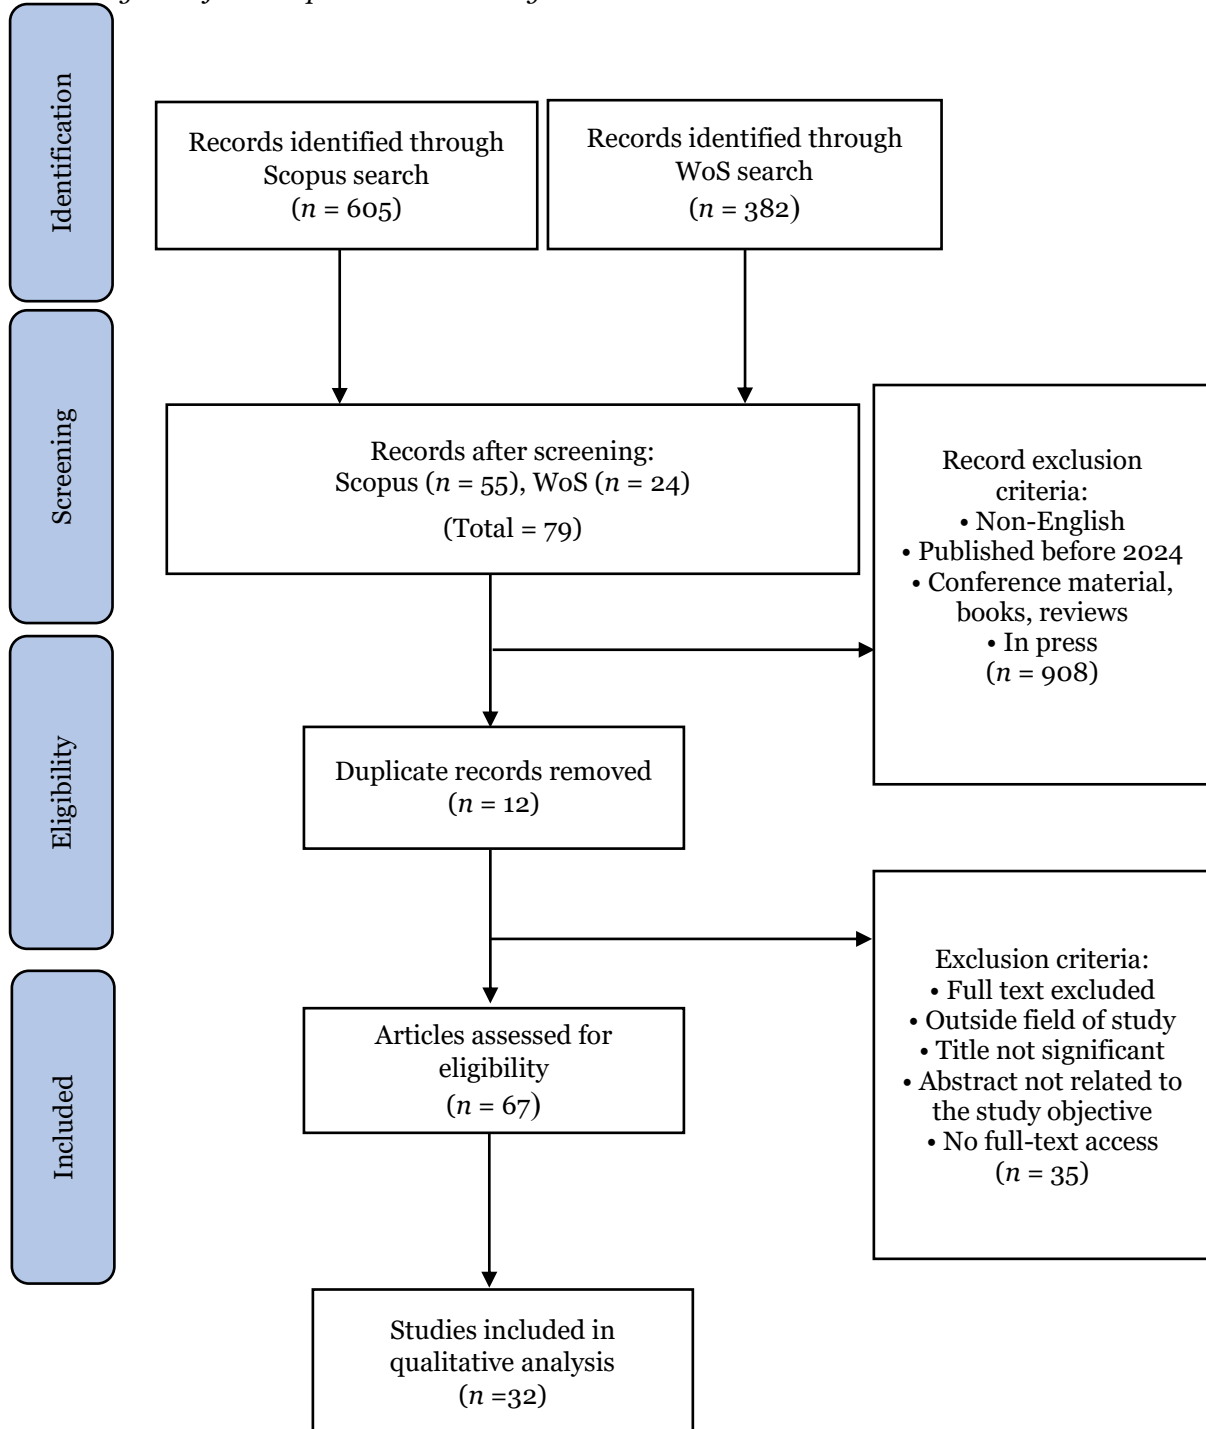 Identification
Records identified through
Scopus search
(n = 605)
Records identified through
WoS search
(n = 382)
Screening
Records after screening:
Scopus (n = 55), WoS (n = 24)
(Total = 79)
Record exclusion
criteria:
• Non-English
• Published before 2024
• Conference material,
books, reviews
• In press
(n = 908)
Eligibility
Duplicate records removed
(n = 12)
Exclusion criteria:
• Full text excluded
• Outside field of study
• Title not significant
• Abstract not related to
the study objective
• No full-text access
(n = 35)
Included
Articles assessed for
eligibility
(n = 67)
Studies included in
qualitative analysis
(n =32)